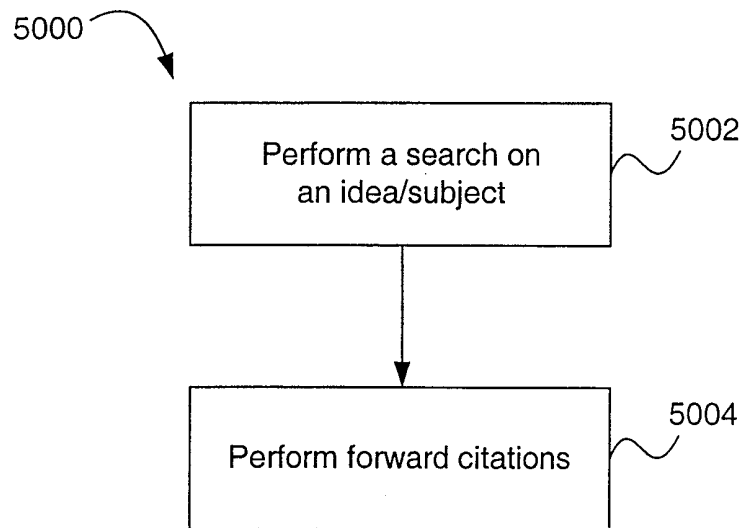 5000
Perform a search on
an idea/subject
5002
Perform forward citations
5004